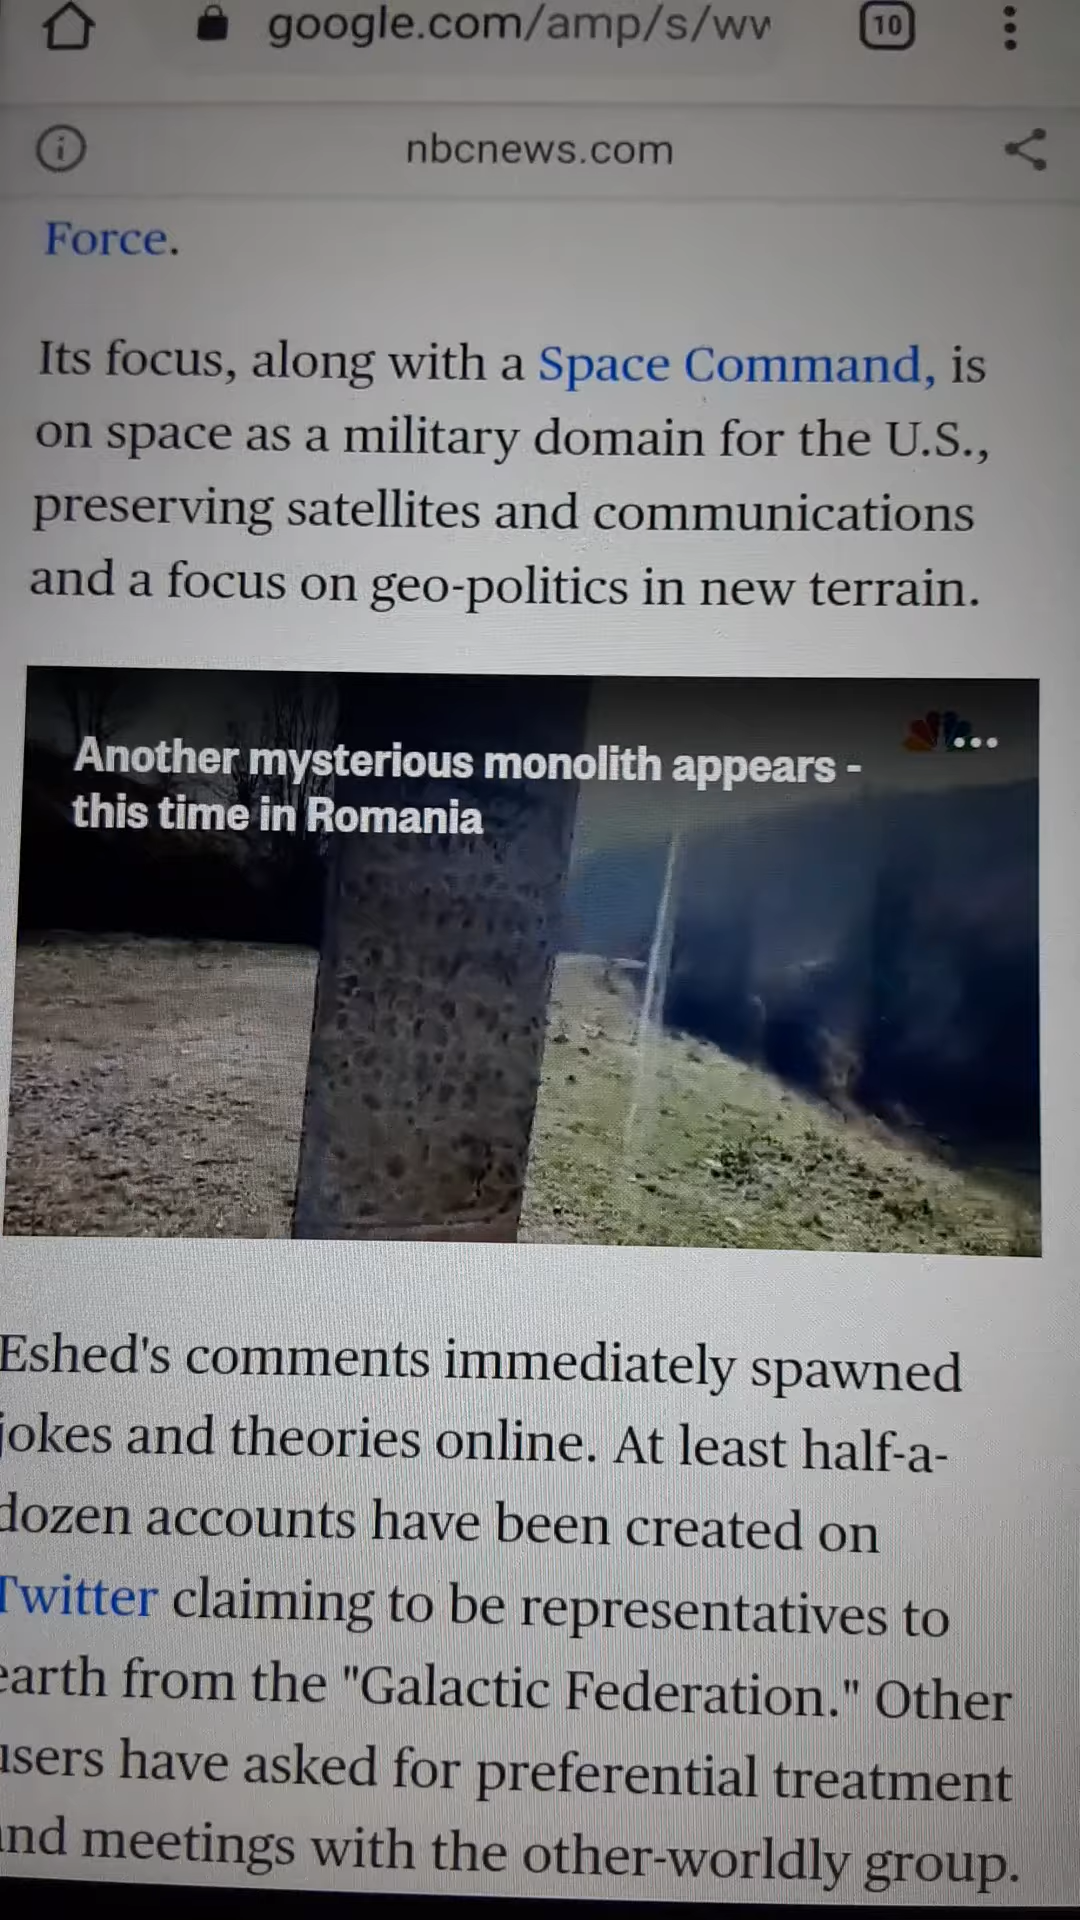 google.com/amp/s/wv
10
nbcnews.com
Force.
Its focus, along with a Space Command, is
on space as a military domain for the U.S.,
preserving satellites and communications
and a focus on geo-politics in new terrain.
Another mysterious monolith appears -
this time in Romania
Eshed's comments immediately spawned
jokes and theories online. At least half-a-
dozen accounts have been created on
Twitter claiming to be representatives to
earth from the "Galactic Federation." Other
users have asked for preferential treatment
and meetings with the other-worldly group.